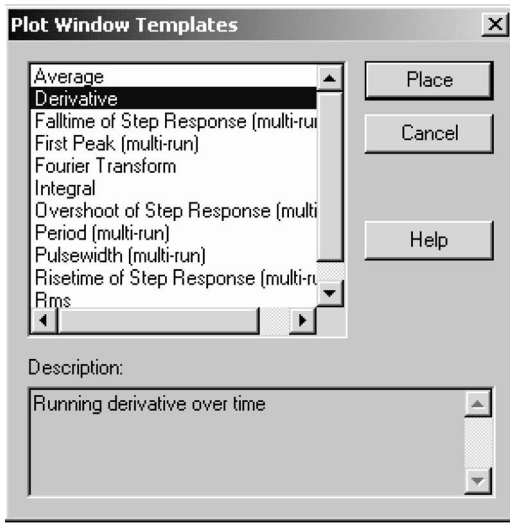 Plot Window Templates
Average
Derivative
Falltime of Step Response (multi-run
First Peak (multi-run)
Fourier Transform
Integral
Overshoot of Step Response (multi
Period (multi-run)
Pulsewidth (multi-run)
Risetime of Step Response (multi-ru
Rms
Place
Cancel
Help
Description:
Running derivative over time